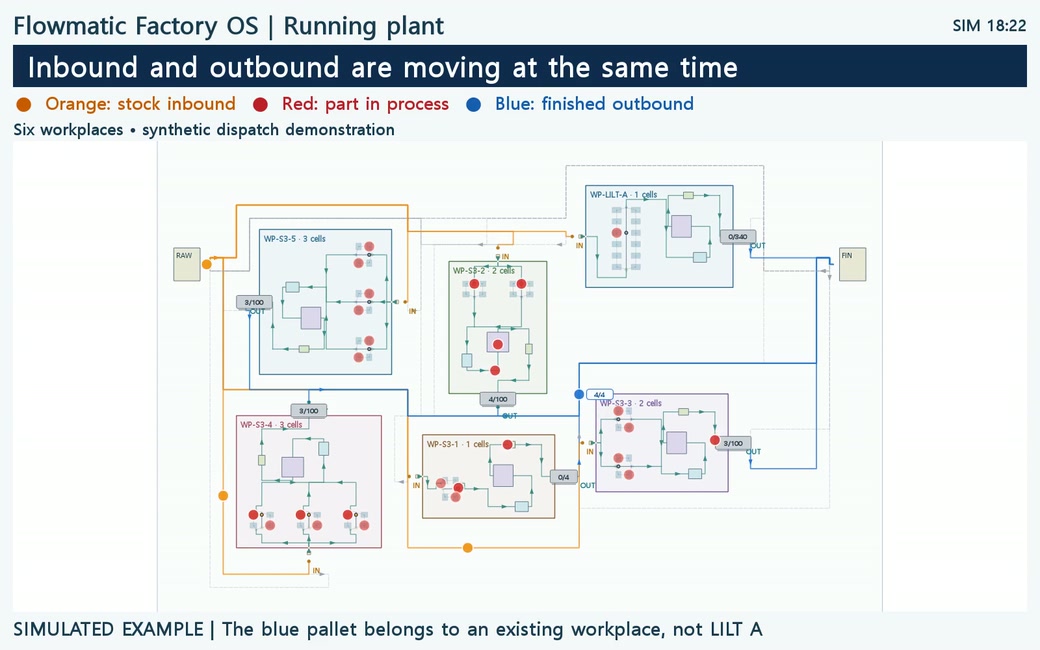 Flowmatic Factory OS | Running plant
SIM 18:22
Inbound and outbound are moving at the same time
Orange: stock inbound Red: part in process Blue: finished outbound
Six workplaces • synthetic dispatch demonstration
WP-LILT-A · 1 cells
0/340
OUT
IN
RAW
FIN
WP-S3-5 · 3 cells
3/100
OUT
IN
IN
WP-S3-2 · 2 cells
4/100
OUT
4/4
WP-S3-3 · 2 cells
IN
3/100
OUT
3/100
WP-S3-4 · 3 cells
IN
WP-S3-1 · 1 cells
IN
0/4
OUT
SIMULATED EXAMPLE | The blue pallet belongs to an existing workplace, not LILT A